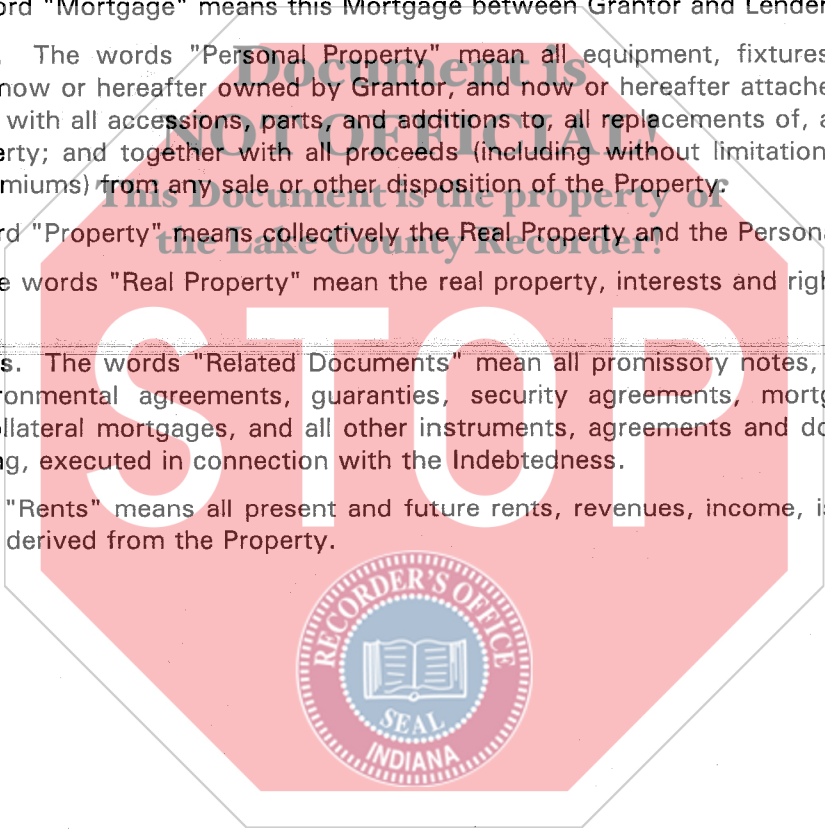 ord "Mortgage" means this Mortgage between Grantor and Lender
. The words "Personal Property" mean all equipment, fixtures
now or hereafter owned by Grantor, and now or hereafter attache
with all accessions, parts, and additions to, all replacements of, a
erty; and together with all proceeds (including without limitation
miums) from any sale or other disposition of the Property.
rd "Property" means collectively the Real Property and the Persona
e words "Real Property" mean the real property, interests and righ
s. The words "Related Documents" mean all promissory notes,
ronmental agreements, guaranties, security agreements, mortg
ollateral mortgages, and all other instruments, agreements and do
ng, executed in connection with the Indebtedness.
"Rents" means all present and future rents, revenues, income, is
derived from the Property.
Document is
NOT OFFICIAL!
This Document is the property of
the Lake County Recorder!
STOP
RECORDER'S OFFICE
SEAL
INDIANA